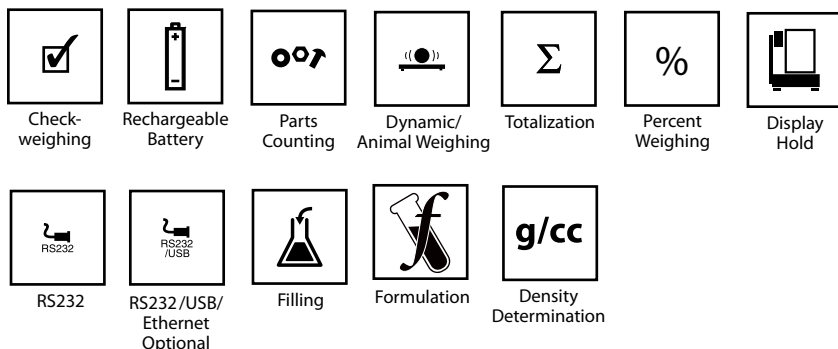 Σ
%
Check-
weighing
Rechargeable
Battery
Parts
Counting
Dynamic/
Animal Weighing
Totalization
Percent
Weighing
Display
Hold
RS232
RS232
/USB
f
g/cc
RS232
RS232/USB/
Ethernet
Optional
Filling
Formulation
Density
Determination